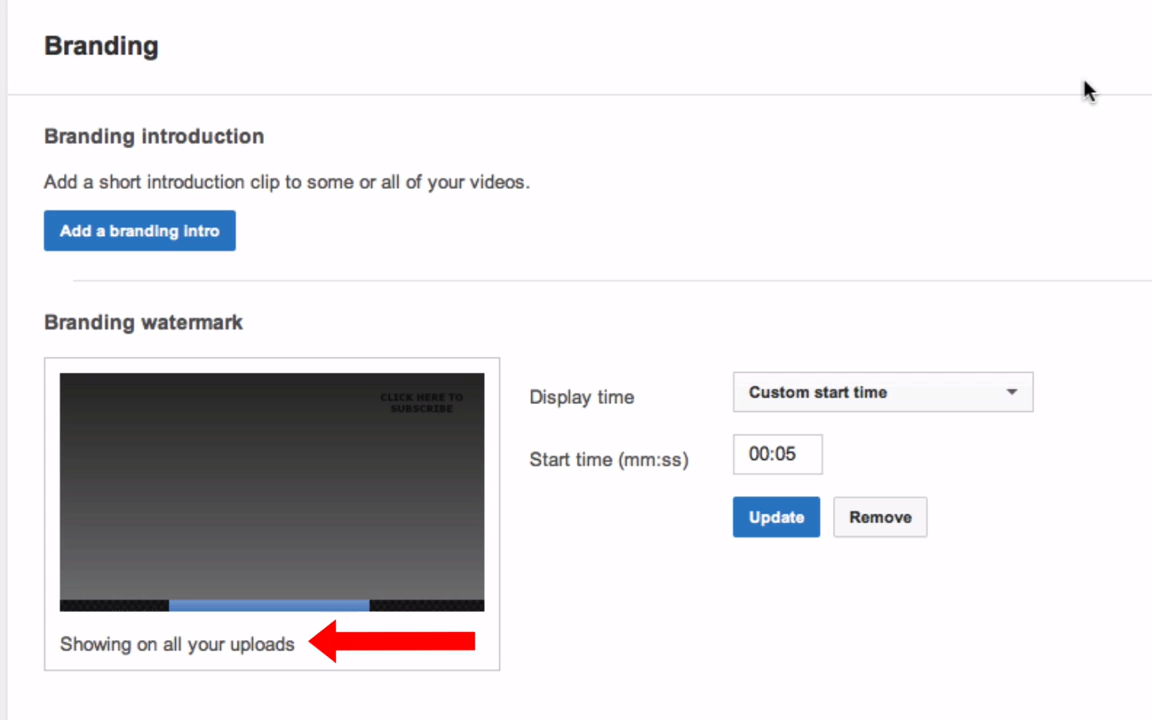 Branding
Branding introduction
Add a short introduction clip to some or all of your videos.
Add a branding intro
Branding watermark
CLICK HERE TO
SUBSCRIBE
Display time
Custom start time
Start time (mm:ss)
00:05
Update
Remove
Showing on all your uploads